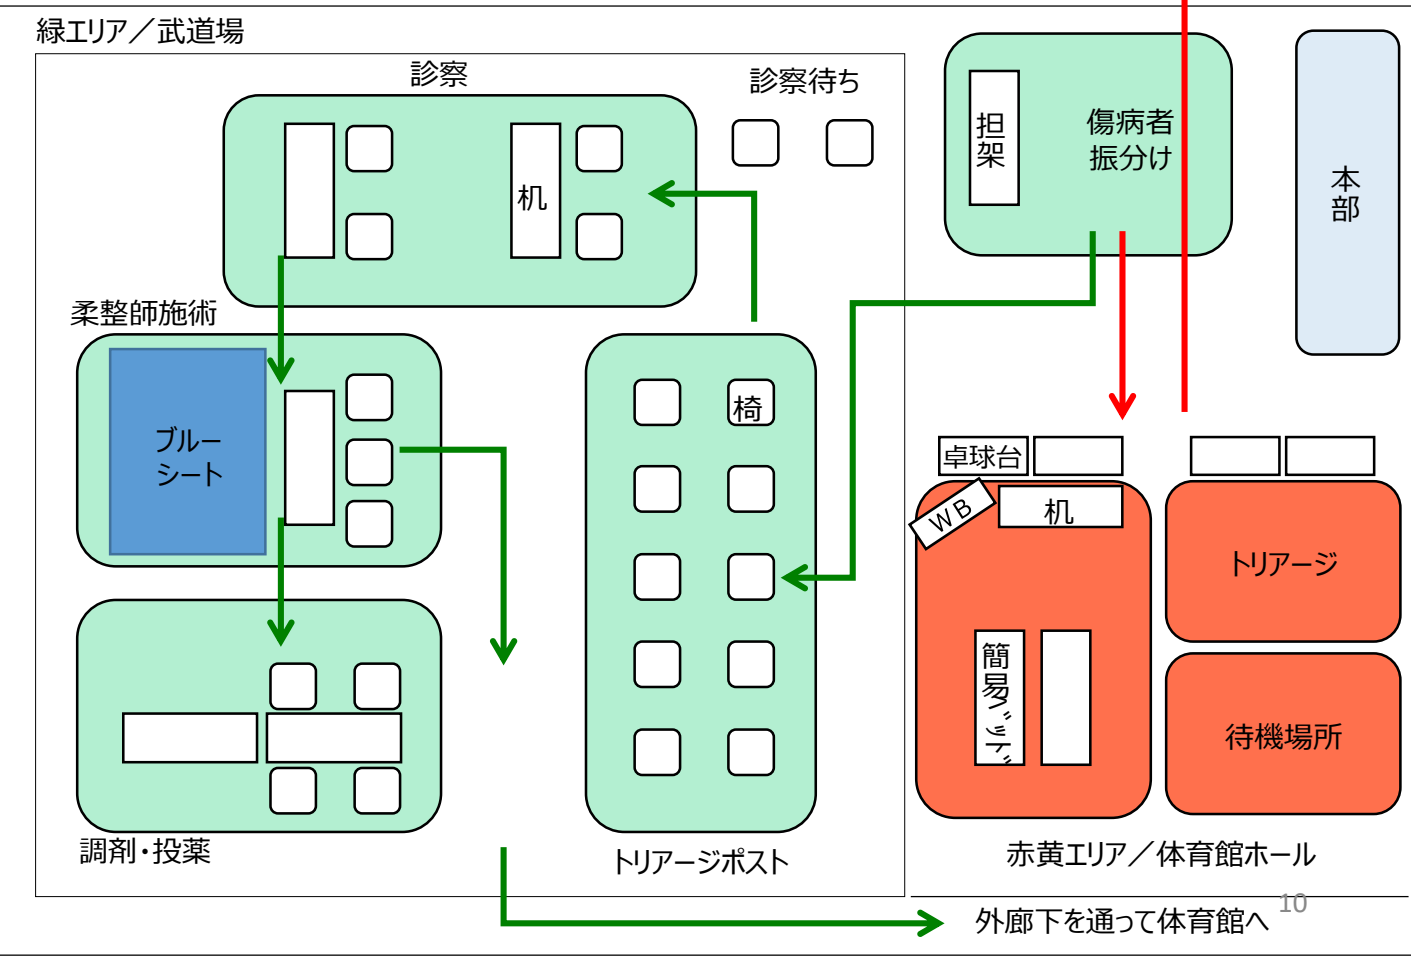 緑エリア／武道場
診察
診察待ち
机
担架
傷病者
振分け
本部
柔整師施術
ブルー
シート
椅
卓球台
WB
机
トリアージ
簡易ﾍﾞｯﾄﾞ
待機場所
調剤・投薬
トリアージポスト
赤黄エリア／体育館ホール
外廊下を通って体育館へ
10